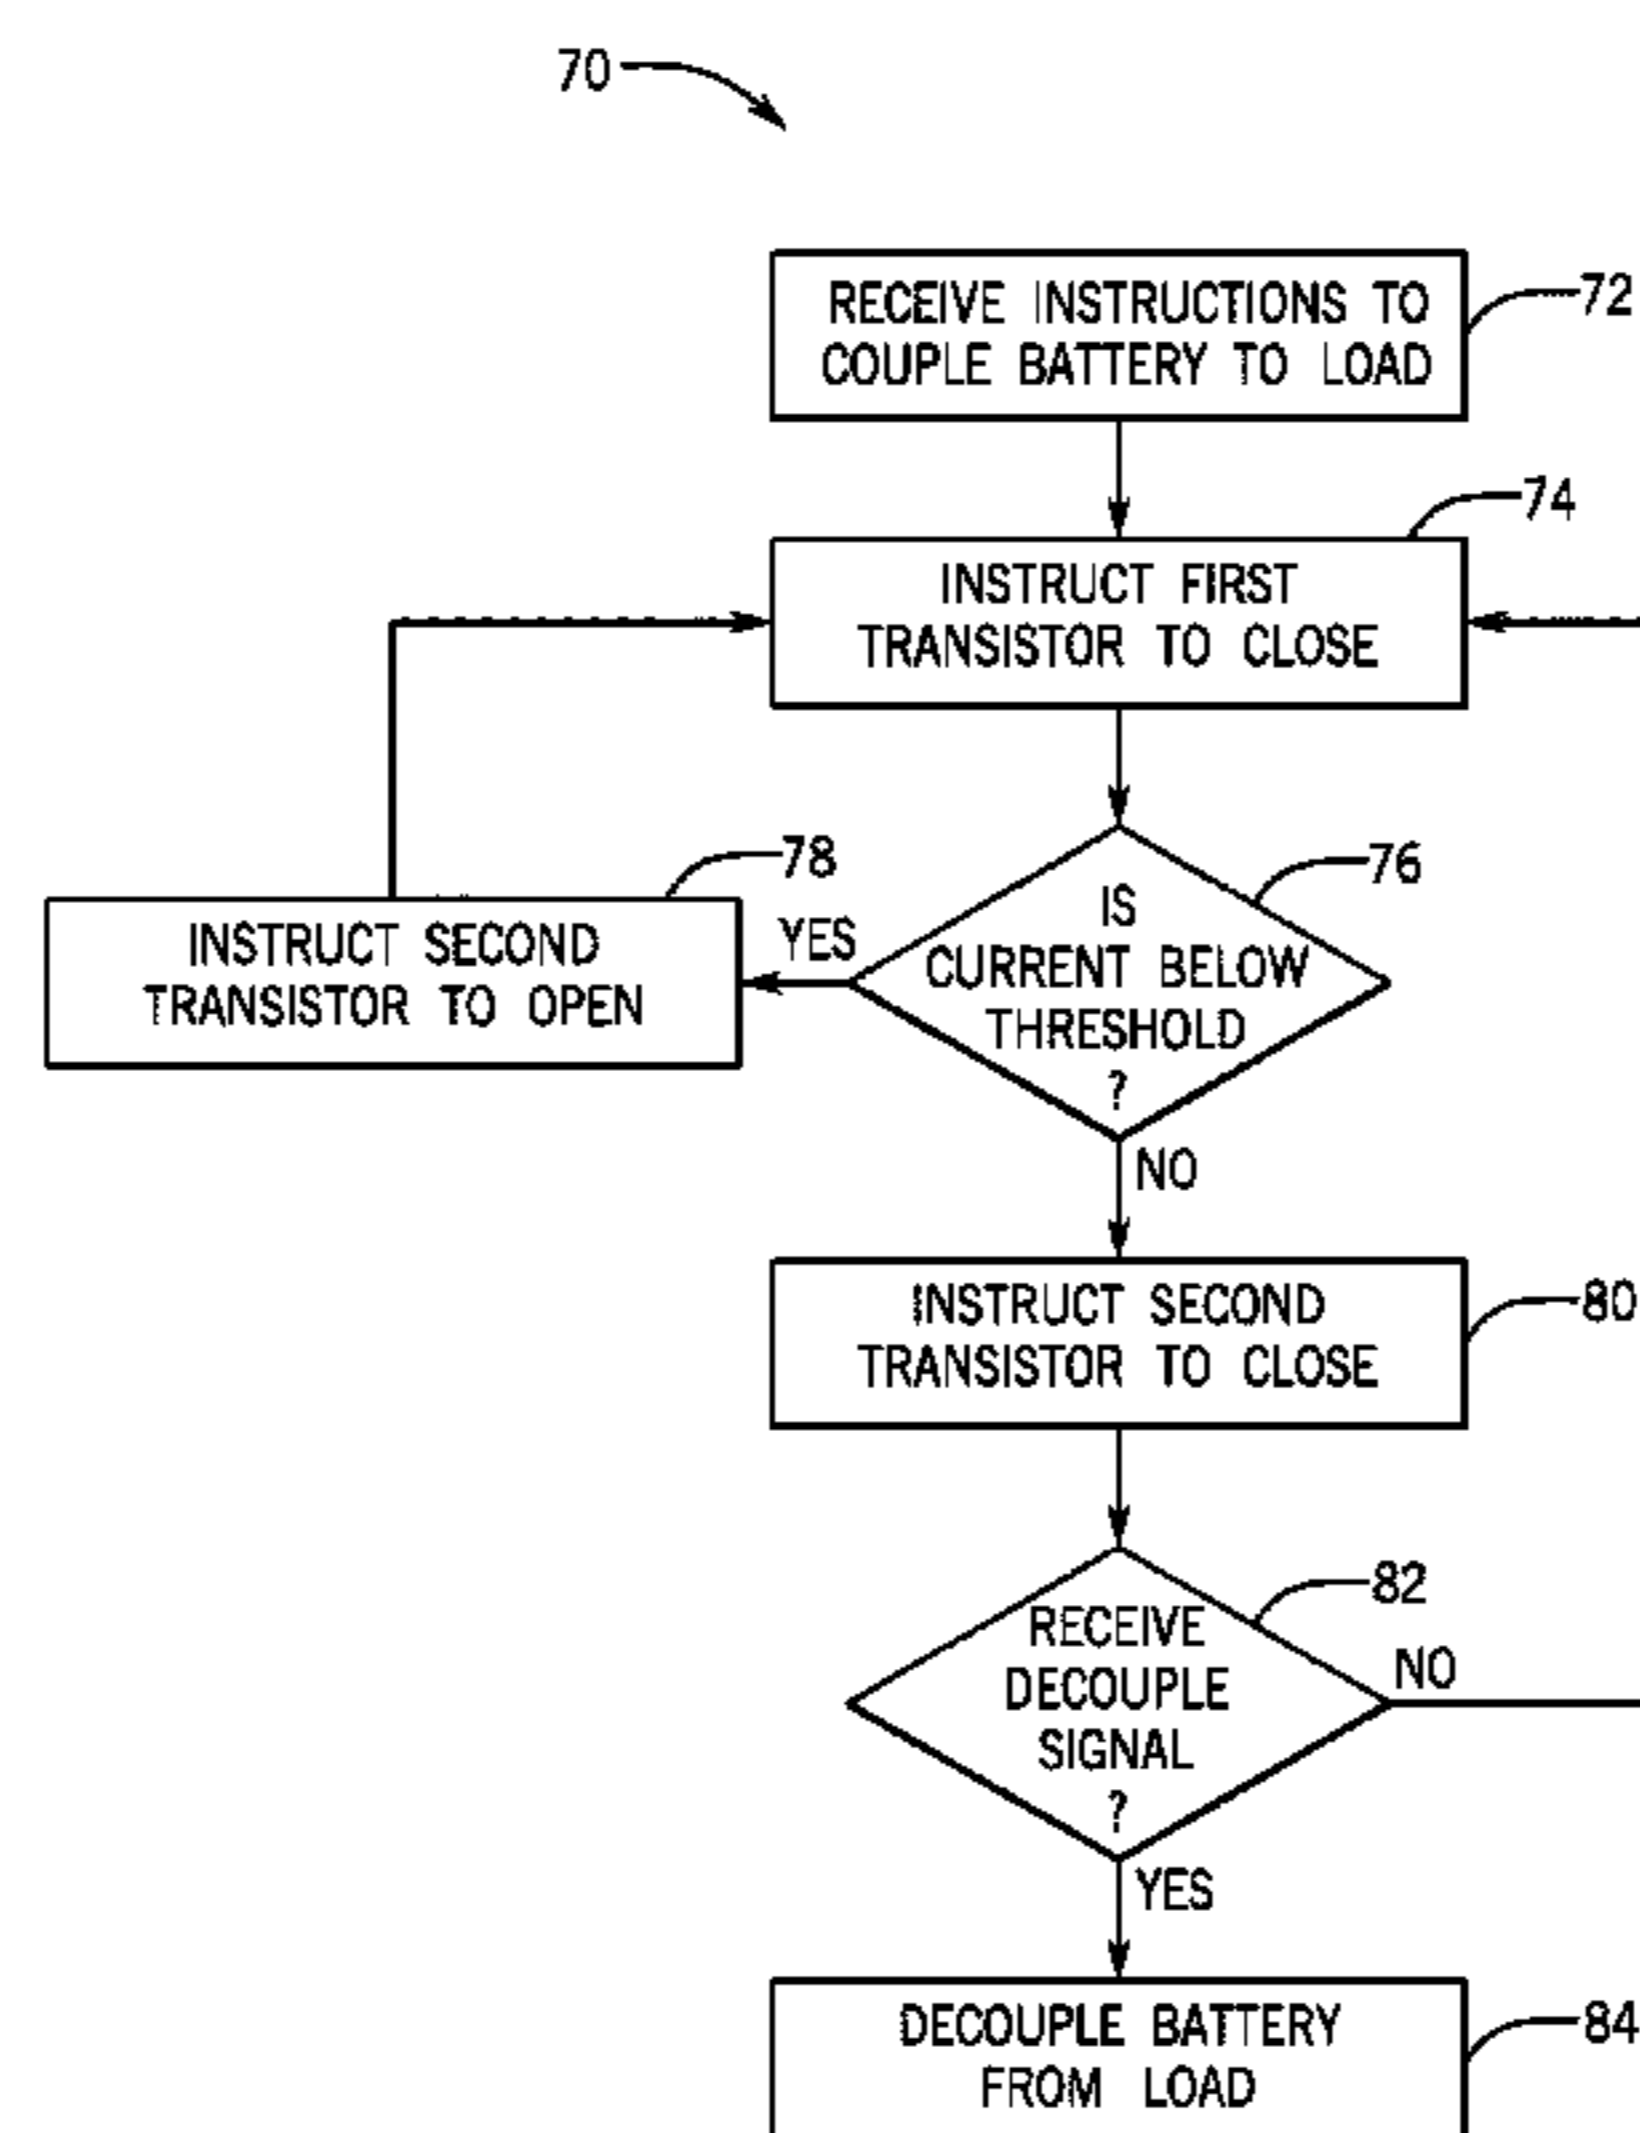 70
RECEIVE INSTRUCTIONS TO
COUPLE BATTERY TO LOAD
72
74
INSTRUCT FIRST
TRANSISTOR TO CLOSE
78
76
INSTRUCT SECOND
TRANSISTOR TO OPEN
YES
IS
CURRENT BELOW
THRESHOLD
?
NO
INSTRUCT SECOND
TRANSISTOR TO CLOSE
80
82
RECEIVE
DECOUPLE
SIGNAL
?
NO
YES
DECOUPLE BATTERY
FROM LOAD
84